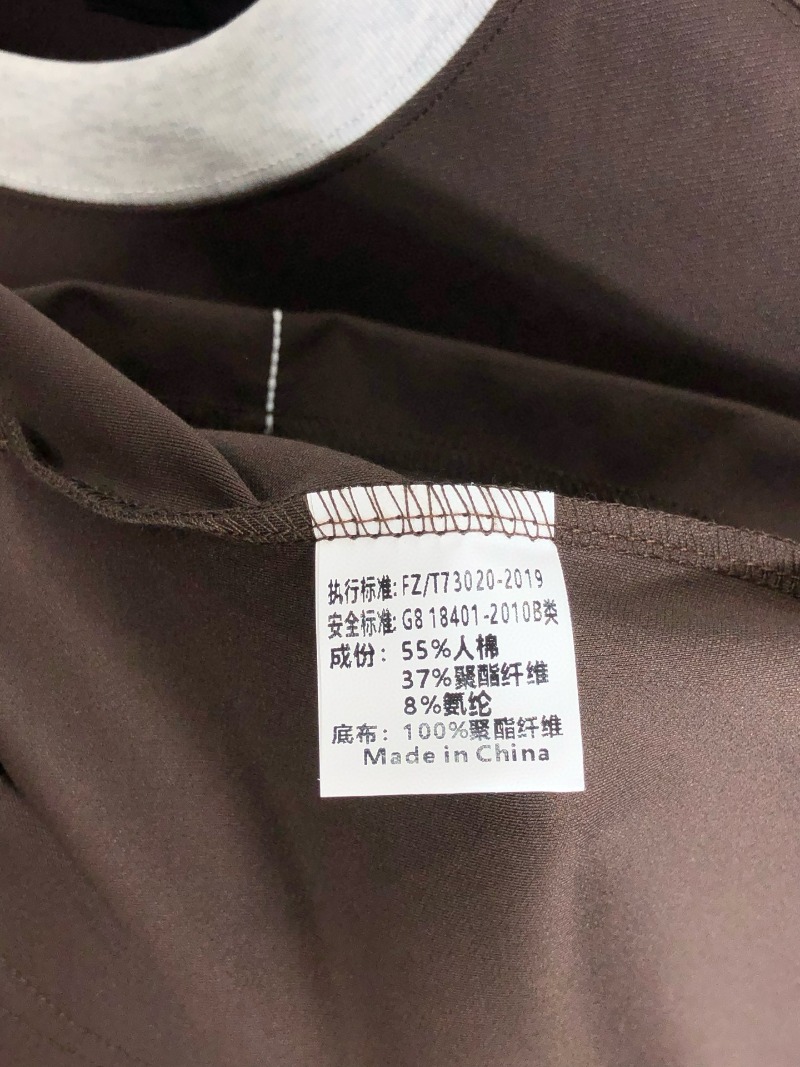 执行标准: FZ/T73020-2019
安全标准: G8 18401-2010B类
成份: 55%人棉
37%聚酯纤维
8%氨纶
底布: 100%聚酯纤维
Made in China